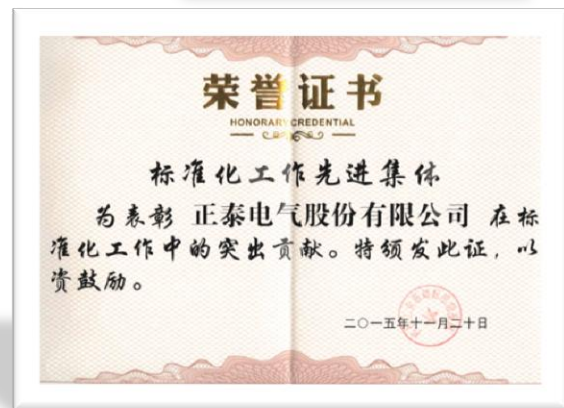 荣誉证书
HONORARY CREDENTIAL
标准化工作先进集体
为表彰 正泰电气股份有限公司 在标
准化工作中的突出贡献。特颁发此证，以
资鼓励。
二〇一五年十一月二十日